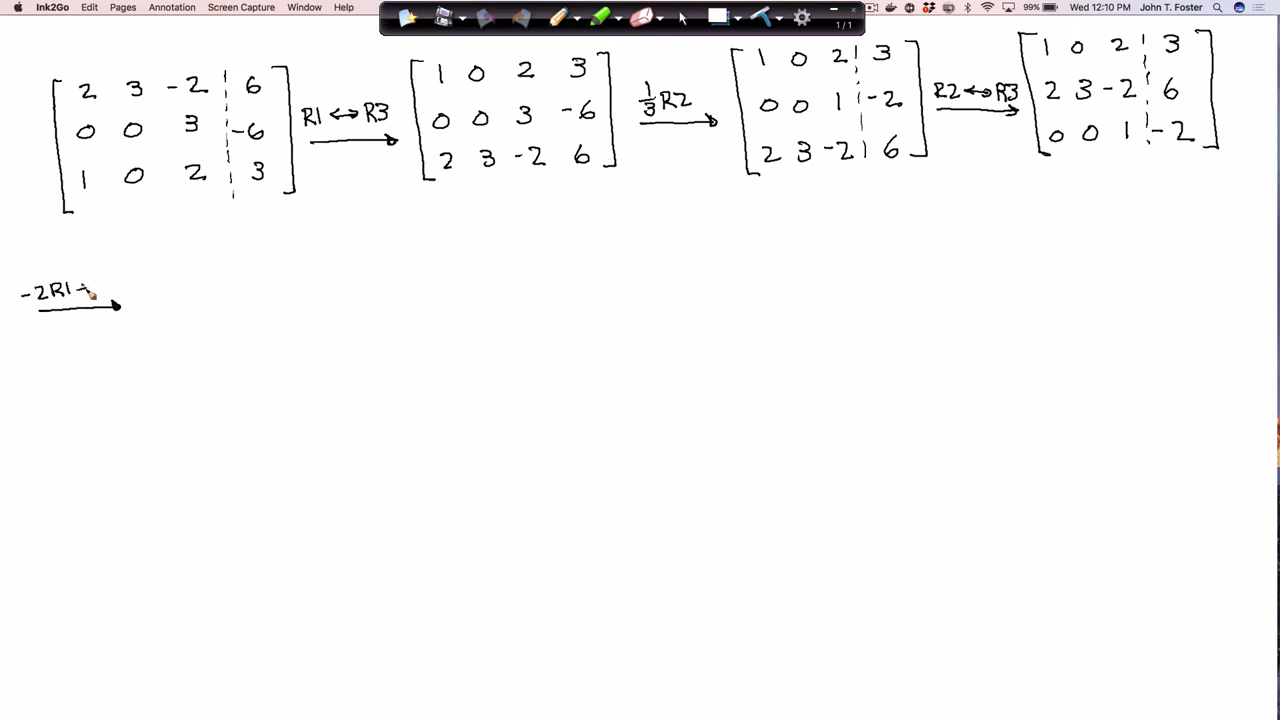 Ink2Go Edit Pages Annotation Screen Capture Window Help 99% Wed 12:10 PM John T. Foster
1/1
2 3 -2 6
0 0 3 -6
1 0 2 3
R1 ↔ R3
1 0 2 3
0 0 3 -6
2 3 -2 6
1/3 R2
1 0 2 3
0 0 1 -2
2 3 -2 6
R2 ↔ R3
1 0 2 3
2 3 -2 6
0 0 1 -2
-2R1 +